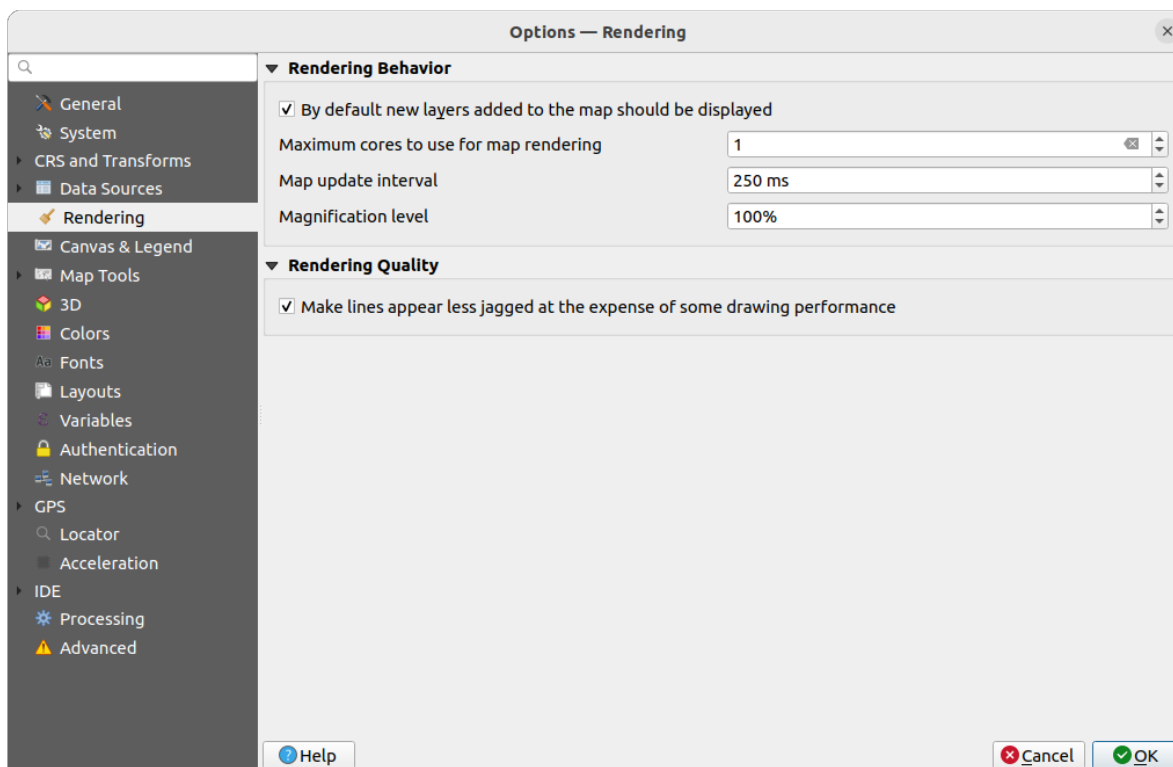 Options — Rendering
General
System
CRS and Transforms
Data Sources
Rendering
Canvas & Legend
Map Tools
3D
Colors
Fonts
Layouts
Variables
Authentication
Network
GPS
Locator
Acceleration
IDE
Processing
Advanced
Rendering Behavior
By default new layers added to the map should be displayed
Maximum cores to use for map rendering 1
Map update interval 250 ms
Magnification level 100%
Rendering Quality
Make lines appear less jagged at the expense of some drawing performance
Help Cancel OK